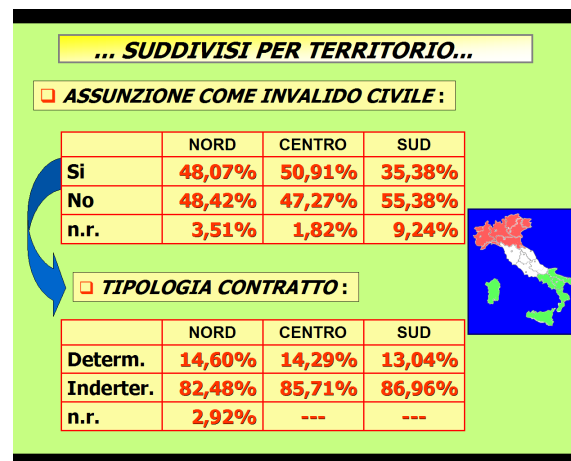 ... SUDDIVISI PER TERRITORIO...
ASSUNZIONE COME INVALIDO CIVILE :
NORD CENTRO SUD
Si 48,07% 50,91% 35,38%
No 48,42% 47,27% 55,38%
n.r. 3,51% 1,82% 9,24%
TIPOLOGIA CONTRATTO :
NORD CENTRO SUD
Determ. 14,60% 14,29% 13,04%
Inderter. 82,48% 85,71% 86,96%
n.r. 2,92% --- ---